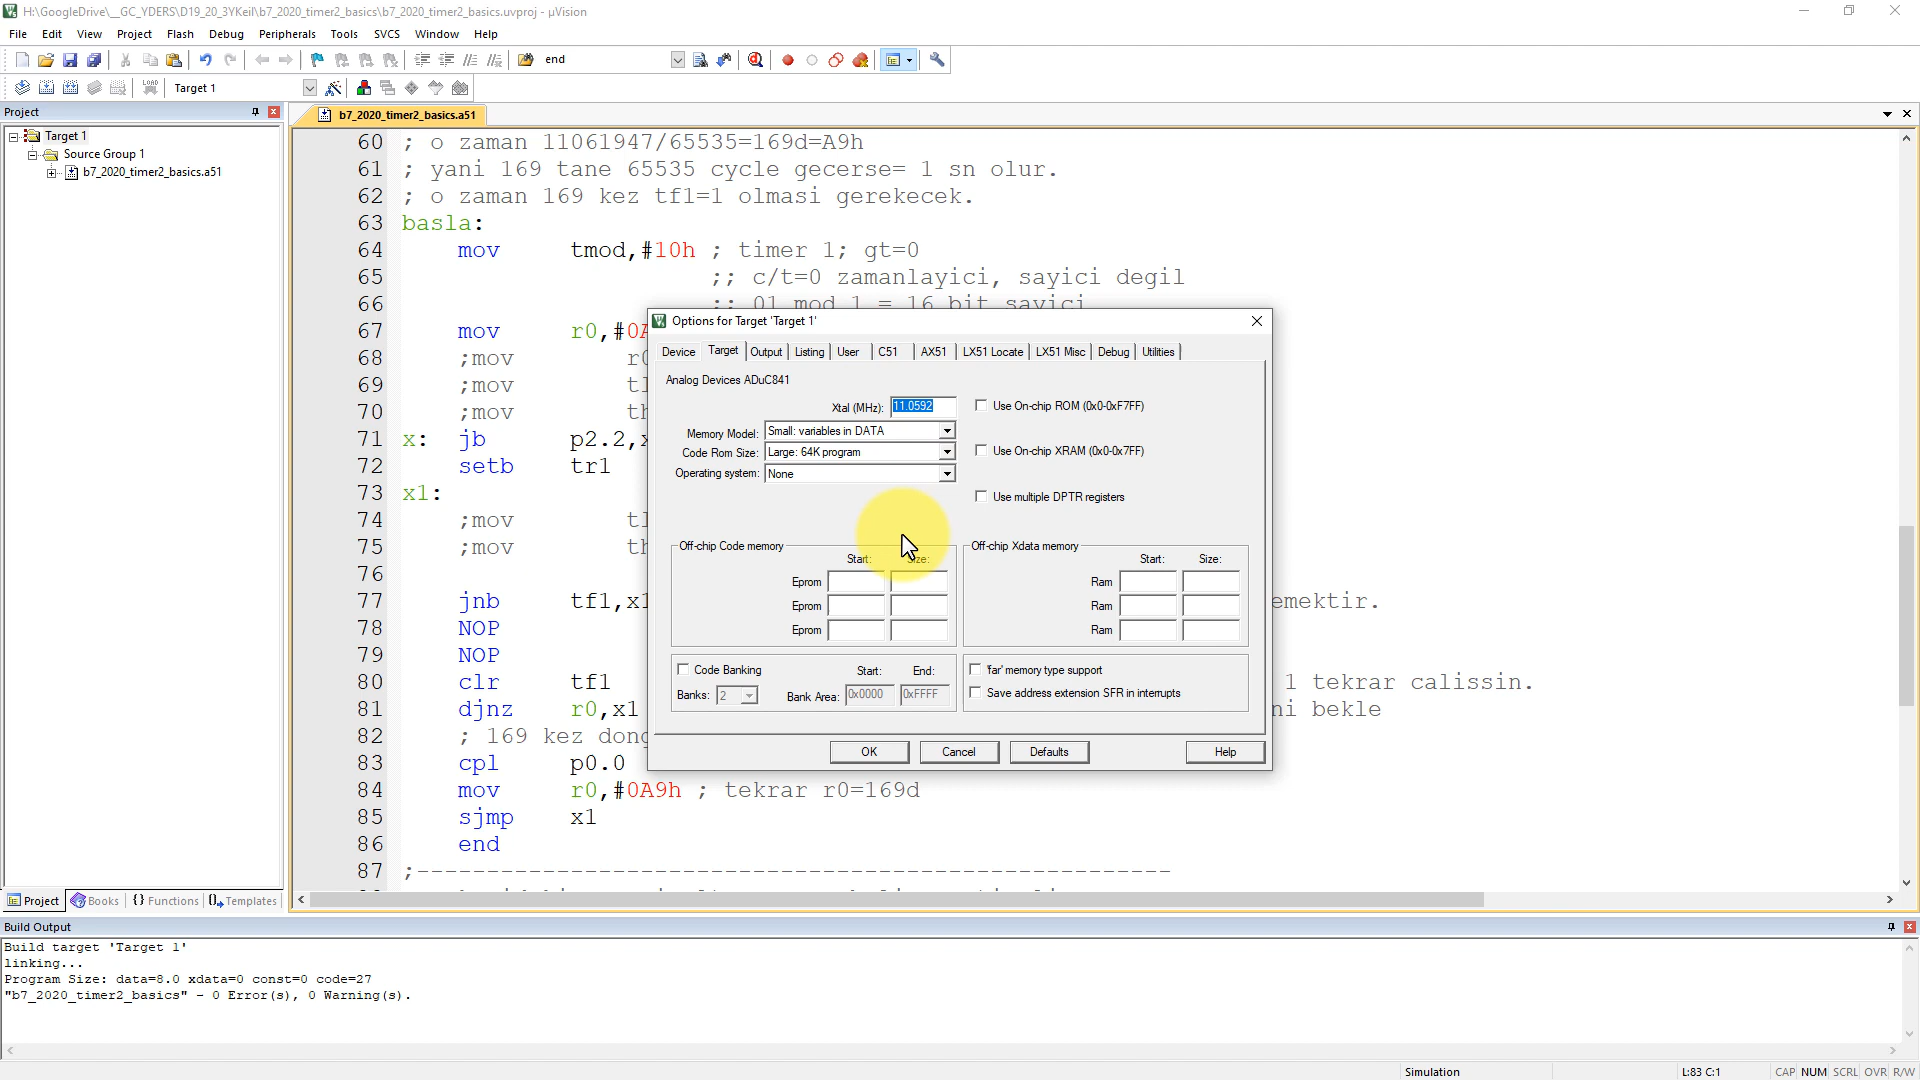 H:\GoogleDrive\__GC_YDERS\D19_20_3YKeil\b7_2020_timer2_basics\b7_2020_timer2_basics.uvproj - µVision
File Edit View Project Flash Debug Peripherals Tools SVCS Window Help
end
LOAD Target 1
Project
b7_2020_timer2_basics.a51
Target 1
Source Group 1
b7_2020_timer2_basics.a51
60 ; o zaman 11061947/65535=169d=A9h
61 ; yani 169 tane 65535 cycle gecerse= 1 sn olur.
62 ; o zaman 169 kez tf1=1 olmasi gerekecek.
63 basla:
64 mov tmod,#10h ; timer 1; gt=0
65 ;; c/t=0 zamanlayici, sayici degil
66 ;; 01 mod 1 = 16 bit sayici
67 mov r0,#0A
68 ;mov
69 ;mov
70 ;mov
71 x: jb p2.2,x
72 setb tr1
73 x1:
74 ;mov
75 ;mov
76
77 jnb tf1,x1 emektir.
78 NOP
79 NOP
80 clr tf1 1 tekrar calissin.
81 djnz r0,x1 ni bekle
82 ; 169 kez dong
83 cpl p0.0
84 mov r0,#0A9h ; tekrar r0=169d
85 sjmp x1
86 end
87 ;------------------------------------------------------
Options for Target 'Target 1'
Device Target Output Listing User C51 AX51 LX51 Locate LX51 Misc Debug Utilities
Analog Devices ADuC841
Xtal (MHz): 11.0592
Use On-chip ROM (0x0-0xF7FF)
Memory Model: Small: variables in DATA
Code Rom Size: Large: 64K program
Use On-chip XRAM (0x0-0x7FF)
Operating system: None
Use multiple DPTR registers
Off-chip Code memory
Start: Size:
Eprom
Eprom
Eprom
Off-chip Xdata memory
Start: Size:
Ram
Ram
Ram
Code Banking Start: End:
Banks: 2 Bank Area: 0x0000 0xFFFF
'far' memory type support
Save address extension SFR in interrupts
OK Cancel Defaults Help
Project Books {} Functions Templates
Build Output
Build target 'Target 1'
linking...
Program Size: data=8.0 xdata=0 const=0 code=27
"b7_2020_timer2_basics" - 0 Error(s), 0 Warning(s).
Simulation L:83 C:1 CAP NUM SCRL OVR R/W